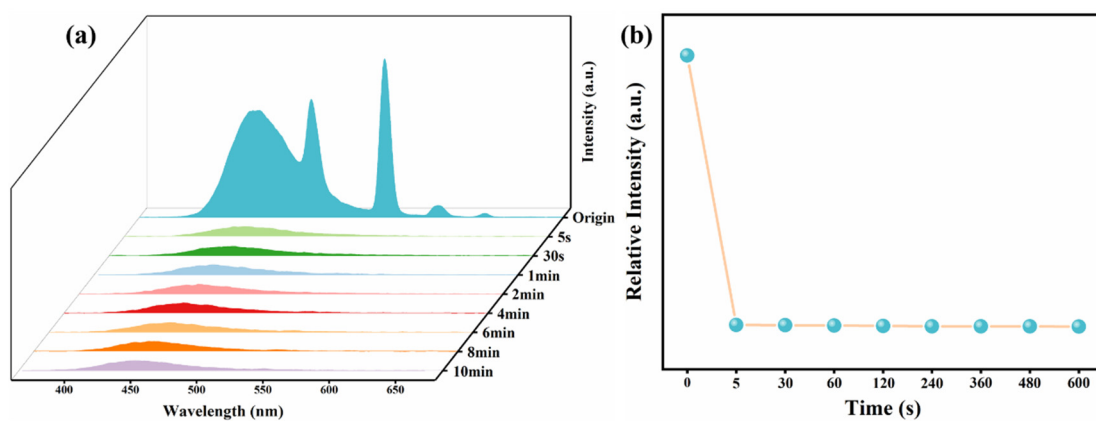 (a)
Intensity (a.u.)
Origin
5s
30s
1min
2min
4min
6min
8min
10min
400 450 500 550 600 650
Wavelength (nm)
(b)
Relative Intensity (a.u.)
0 5 30 60 120 240 360 480 600
Time (s)